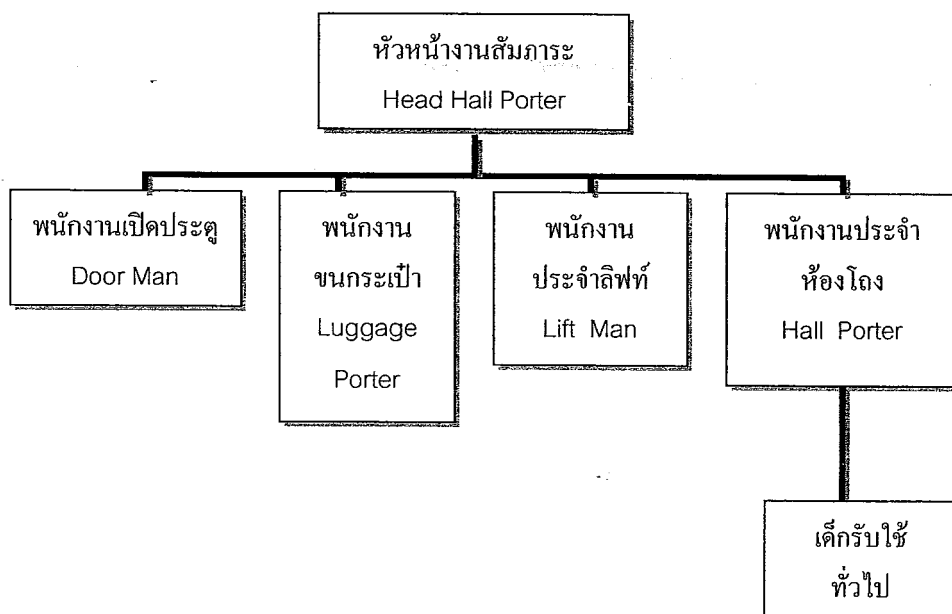 หัวหน้างานสัมภาระ
Head Hall Porter
พนักงานเปิดประตู
Door Man
พนักงาน
ขนกระเป๋า
Luggage
Porter
พนักงาน
ประจำลิฟท์
Lift Man
พนักงานประจำ
ห้องโถง
Hall Porter
เด็กรับใช้
ทั่วไป